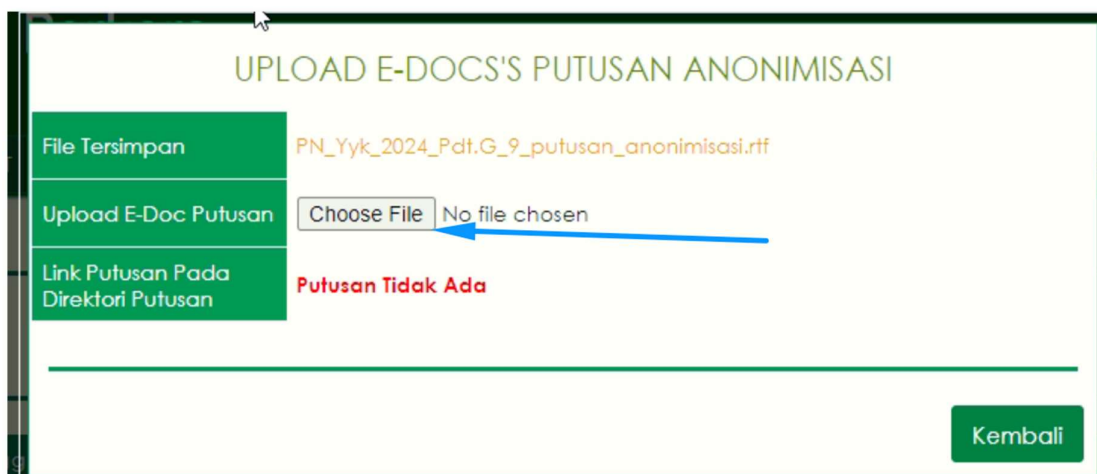 UPLOAD E-DOCS'S PUTUSAN ANONIMISASI
File Tersimpan
PN_Yyk_2024_Pdt.G_9_putusan_anonimisasi.rtf
Upload E-Doc Putusan
Choose File No file chosen
Link Putusan Pada
Direktori Putusan
Putusan Tidak Ada
Kembali